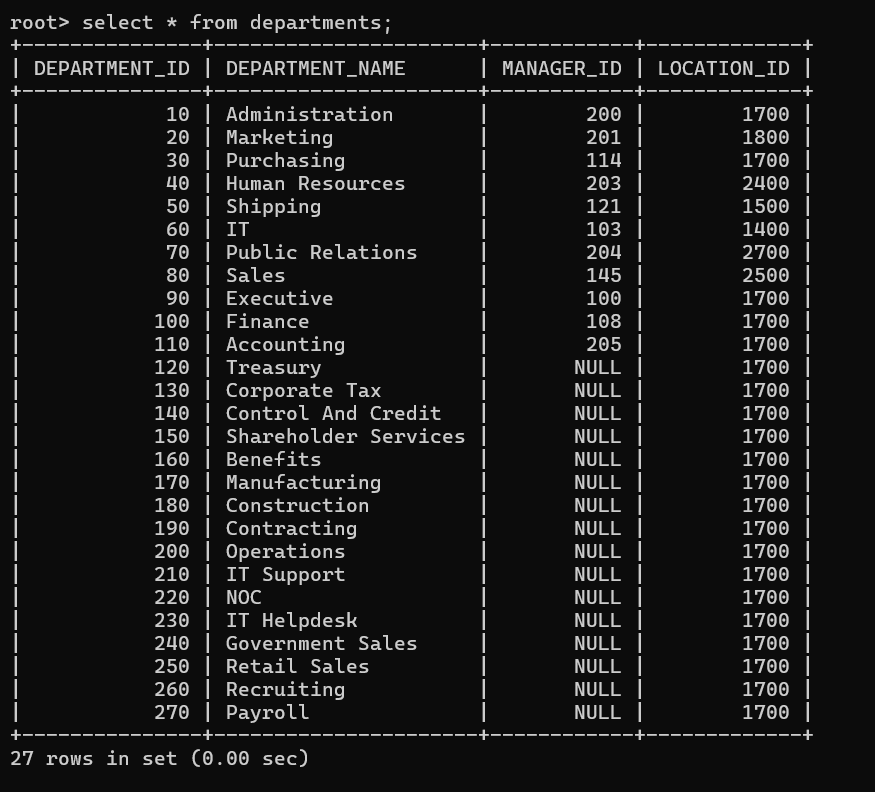 root> select * from departments;
+---------------+----------------------+------------+-------------+
| DEPARTMENT_ID | DEPARTMENT_NAME      | MANAGER_ID | LOCATION_ID |
+---------------+----------------------+------------+-------------+
|            10 | Administration       |        200 |        1700 |
|            20 | Marketing            |        201 |        1800 |
|            30 | Purchasing           |        114 |        1700 |
|            40 | Human Resources      |        203 |        2400 |
|            50 | Shipping             |        121 |        1500 |
|            60 | IT                   |        103 |        1400 |
|            70 | Public Relations     |        204 |        2700 |
|            80 | Sales                |        145 |        2500 |
|            90 | Executive            |        100 |        1700 |
|           100 | Finance              |        108 |        1700 |
|           110 | Accounting           |        205 |        1700 |
|           120 | Treasury             |       NULL |        1700 |
|           130 | Corporate Tax        |       NULL |        1700 |
|           140 | Control And Credit   |       NULL |        1700 |
|           150 | Shareholder Services |       NULL |        1700 |
|           160 | Benefits             |       NULL |        1700 |
|           170 | Manufacturing        |       NULL |        1700 |
|           180 | Construction         |       NULL |        1700 |
|           190 | Contracting          |       NULL |        1700 |
|           200 | Operations           |       NULL |        1700 |
|           210 | IT Support           |       NULL |        1700 |
|           220 | NOC                  |       NULL |        1700 |
|           230 | IT Helpdesk          |       NULL |        1700 |
|           240 | Government Sales     |       NULL |        1700 |
|           250 | Retail Sales         |       NULL |        1700 |
|           260 | Recruiting           |       NULL |        1700 |
|           270 | Payroll              |       NULL |        1700 |
+---------------+----------------------+------------+-------------+
27 rows in set (0.00 sec)